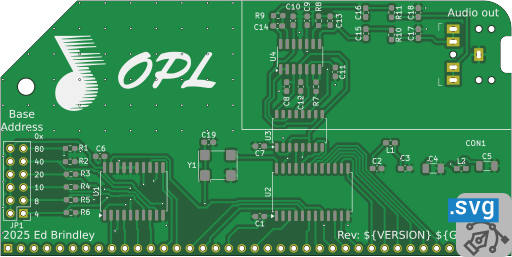 R9
C10
C9
R8
C13
C14
C16
R11
C18
C15
R10
C17
Audio out
U4
C11
C8
C12
R7
OPL
Base
Address
0x
80
R1
40
R2
20
R3
10
R4
8
R5
4
R6
JP1
C6
U1
C19
Y1
C7
U3
U2
C1
L1
C2
C3
C4
L2
C5
CON1
2025 Ed Brindley
Rev: ${VERSION} ${G
.svg